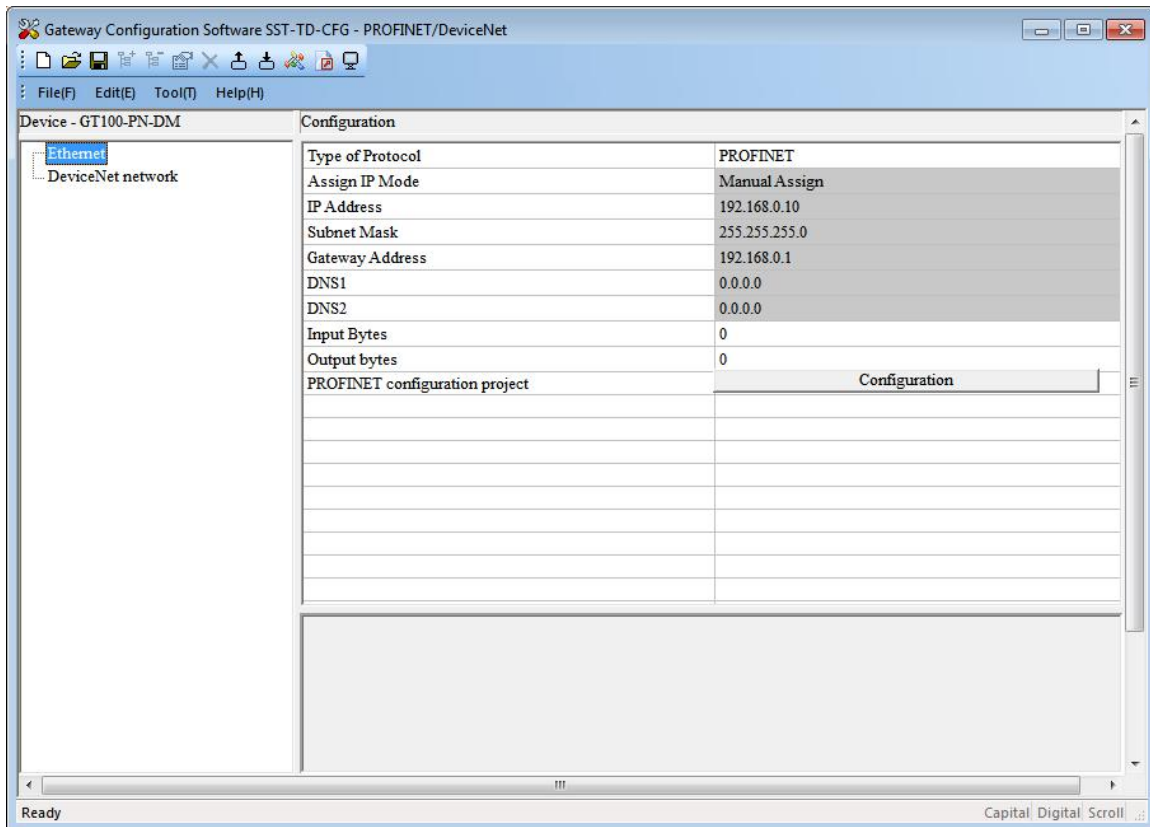 Gateway Configuration Software SST-TD-CFG - PROFINET/DeviceNet
File(F) Edit(E) Tool(T) Help(H)
Device - GT100-PN-DM
Configuration
Ethernet
DeviceNet network
Type of Protocol PROFINET
Assign IP Mode Manual Assign
IP Address 192.168.0.10
Subnet Mask 255.255.255.0
Gateway Address 192.168.0.1
DNS1 0.0.0.0
DNS2 0.0.0.0
Input Bytes 0
Output bytes 0
PROFINET configuration project Configuration
Ready Capital Digital Scroll